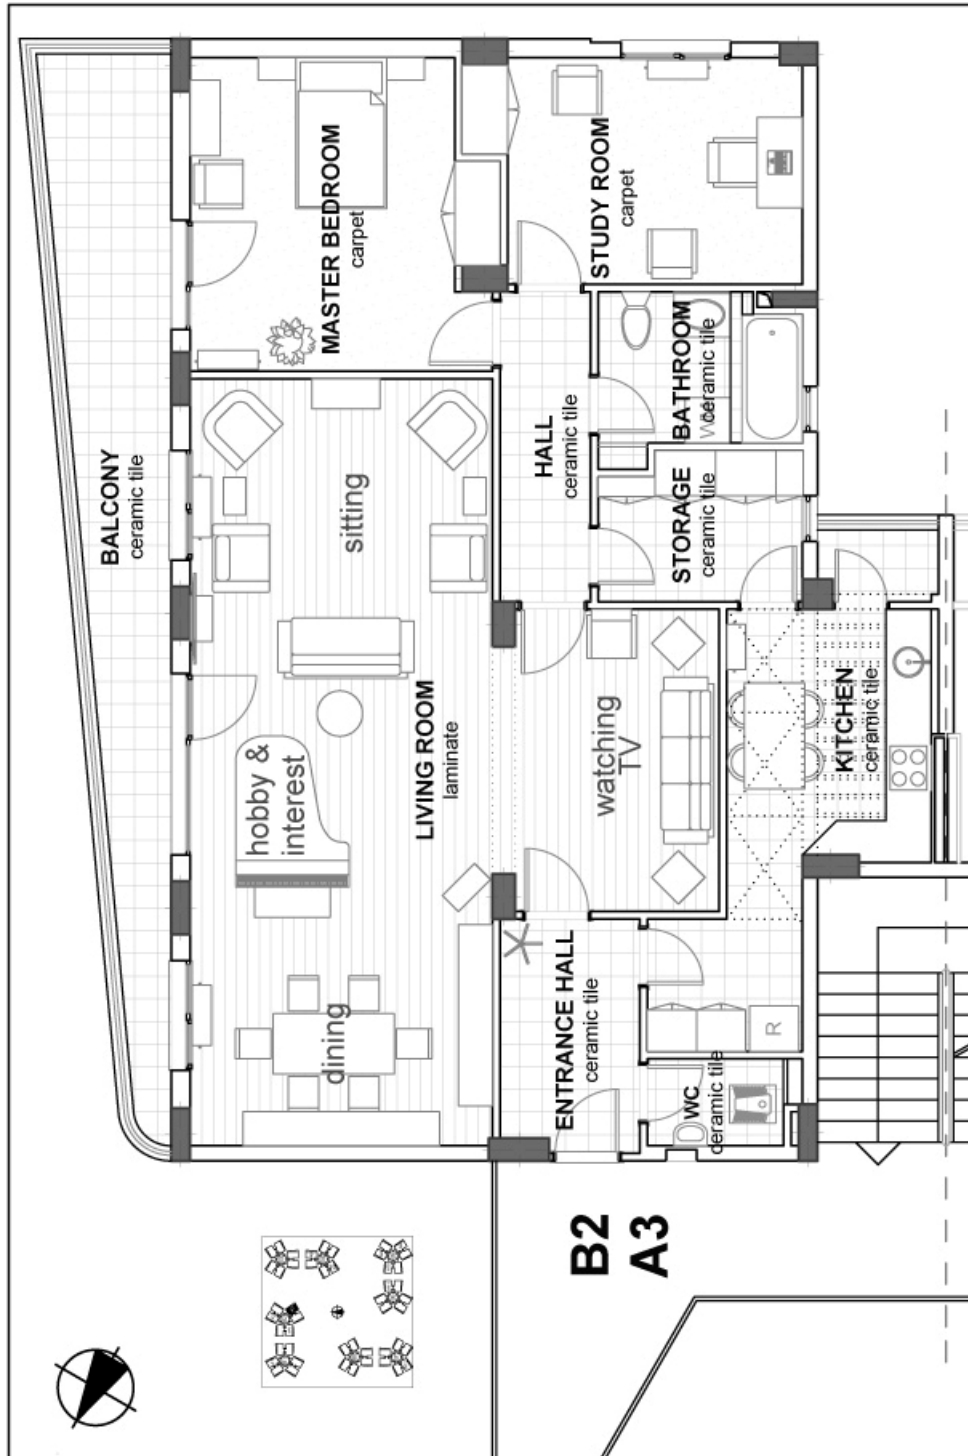 MASTER BEDROOM
carpet
STUDY ROOM
carpet
BALCONY
ceramic tile
HALL
ceramic tile
BATHROOM
ceramic tile
STORAGE
ceramic tile
sitting
LIVING ROOM
laminate
hobby &
interest
watching
TV
KITCHEN
ceramic tile
dining
ENTRANCE HALL
ceramic tile
R
WC
ceramic tile
B2
A3